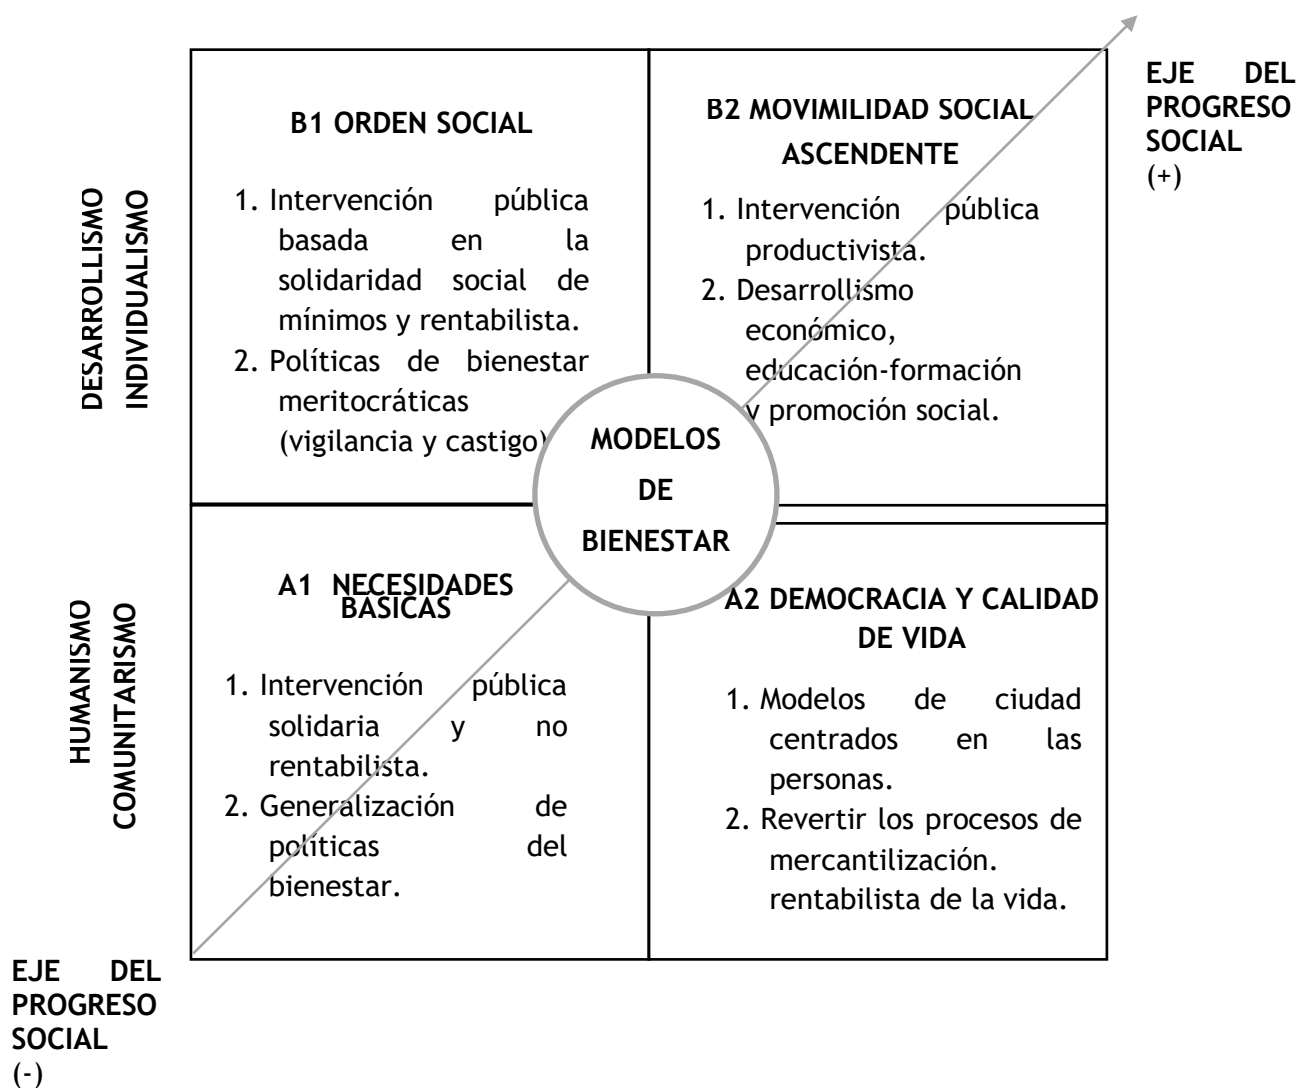 EJE DEL
PROGRESO
SOCIAL
(+)
DESARROLLISMO
INDIVIDUALISMO
B1 ORDEN SOCIAL
1. Intervención pública
basada en la
solidaridad social de
mínimos y rentabilista.
2. Políticas de bienestar
meritocráticas
(vigilancia y castigo)
B2 MOVIMILIDAD SOCIAL
ASCENDENTE
1. Intervención pública
productivista.
2. Desarrollismo
económico,
educación-formación
y promoción social.
MODELOS
DE
BIENESTAR
HUMANISMO
COMUNITARISMO
A1 NECESIDADES
BÁSICAS
1. Intervención pública
solidaria y no
rentabilista.
2. Generalización de
políticas del
bienestar.
A2 DEMOCRACIA Y CALIDAD
DE VIDA
1. Modelos de ciudad
centrados en las
personas.
2. Revertir los procesos de
mercantilización.
rentabilista de la vida.
EJE DEL
PROGRESO
SOCIAL
(-)